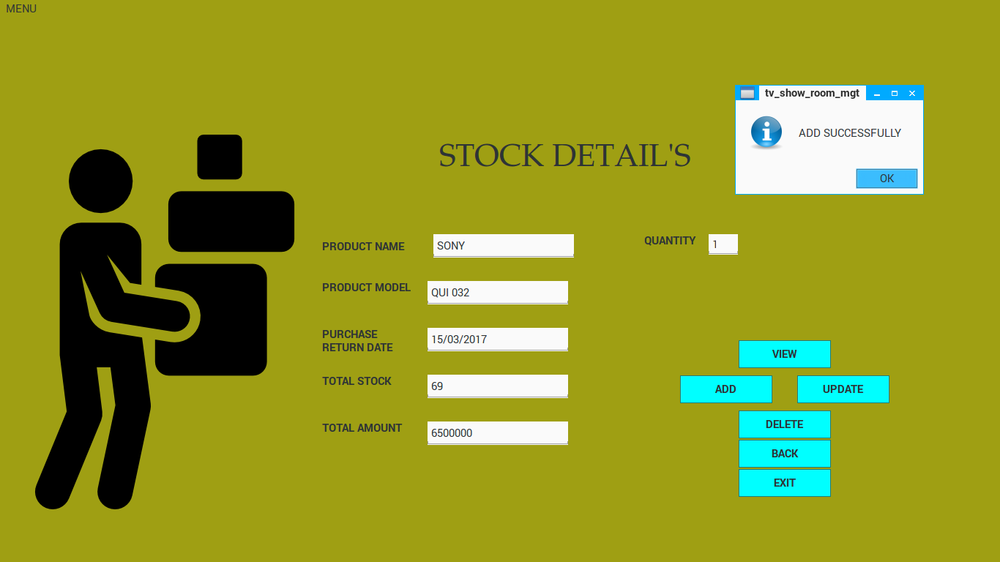 MENU
tv_show_room_mgt
ADD SUCCESSFULLY
OK
STOCK DETAIL'S
PRODUCT NAME
SONY
QUANTITY
1
PRODUCT MODEL
QUI 032
PURCHASE
RETURN DATE
15/03/2017
TOTAL STOCK
69
TOTAL AMOUNT
6500000
VIEW
ADD
UPDATE
DELETE
BACK
EXIT